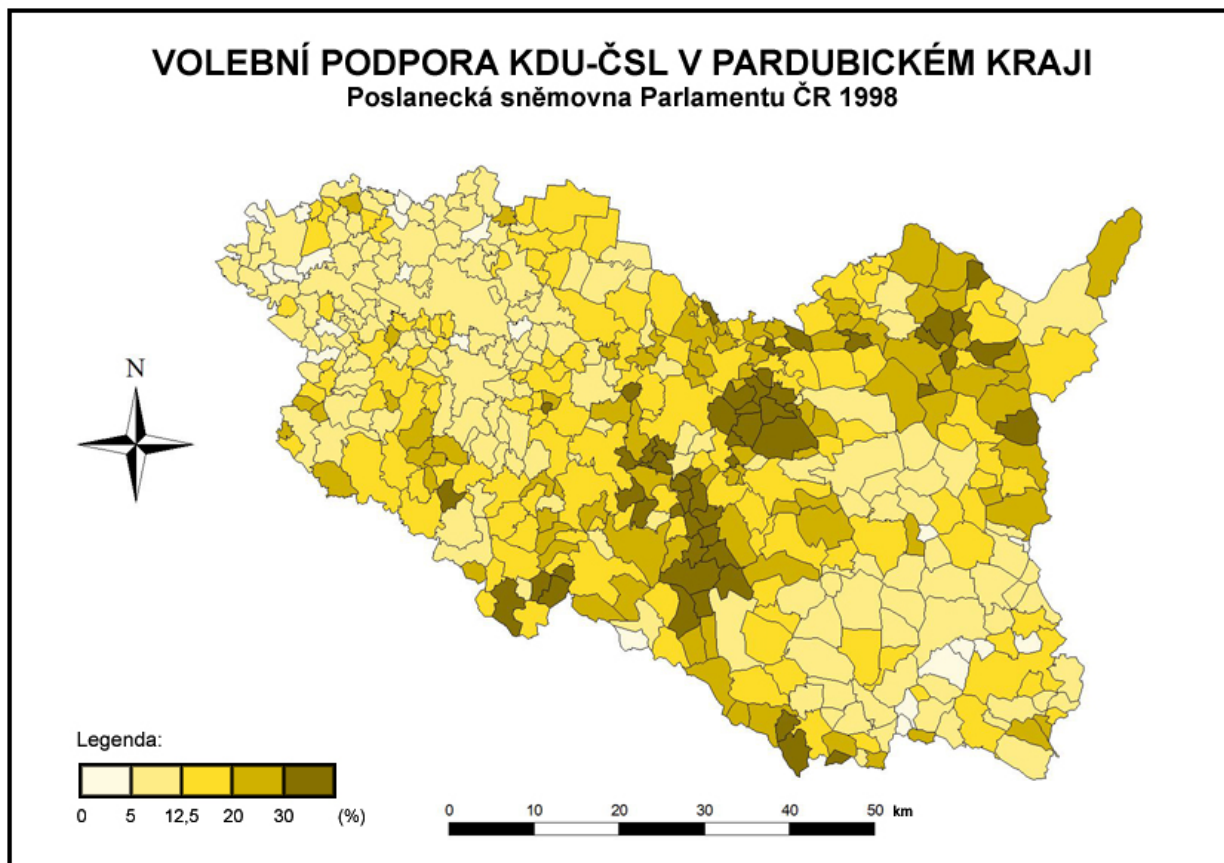 VOLEBNÍ PODPORA KDU-ČSL V PARDUBICKÉM KRAJI
Poslanecká sněmovna Parlamentu ČR 1998
N
Legenda:
0 5 12,5 20 30 (%)
0 10 20 30 40 50 km